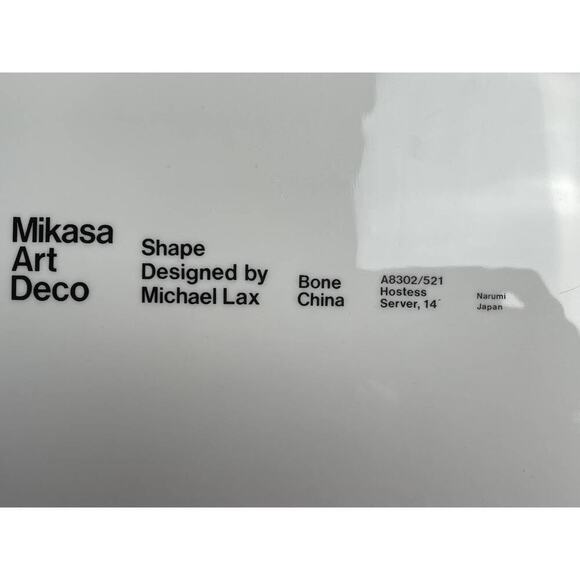 Mikasa
Art
Deco
Shape
Designed by
Michael Lax
Bone
China
A8302/521
Hostess
Server, 14"
Narumi
Japan